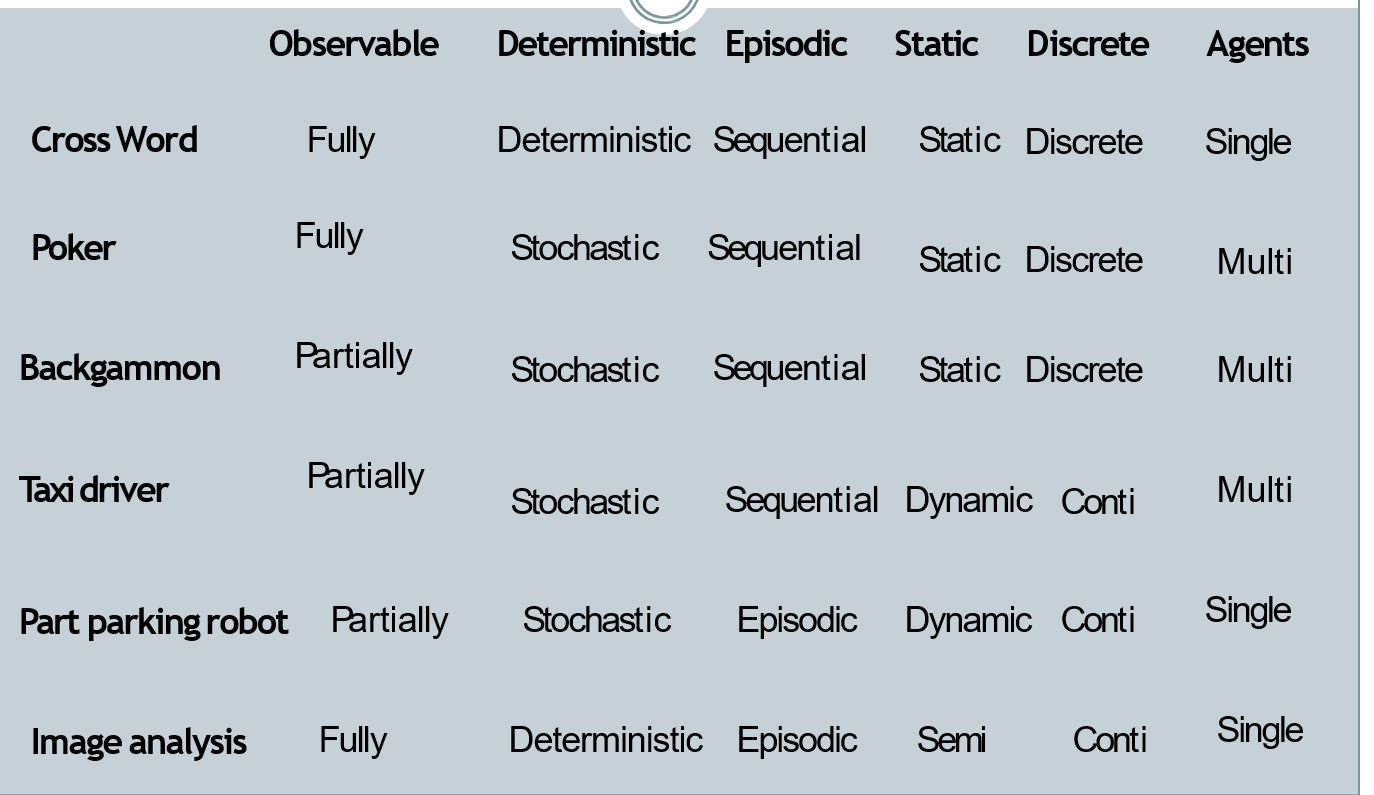 Observable Deterministic Episodic Static Discrete Agents
Cross Word Fully Deterministic Sequential Static Discrete Single
Poker Fully Stochastic Sequential Static Discrete Multi
Backgammon Partially Stochastic Sequential Static Discrete Multi
Taxi driver Partially Stochastic Sequential Dynamic Conti Multi
Part parking robot Partially Stochastic Episodic Dynamic Conti Single
Image analysis Fully Deterministic Episodic Semi Conti Single